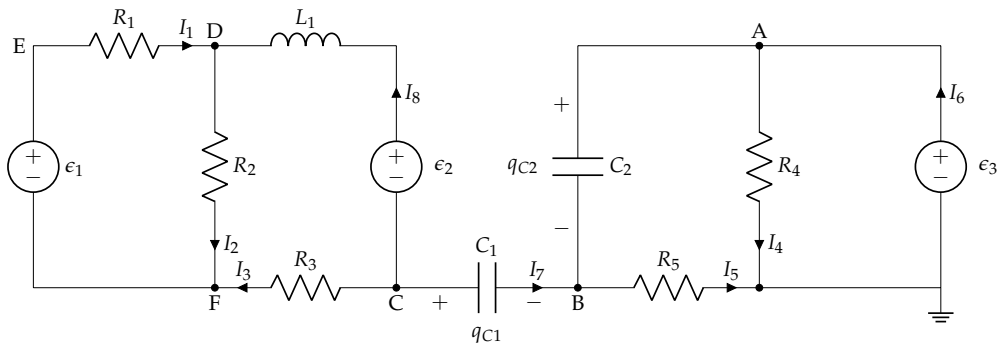 R1 I1 D L1 A
E
I8 I6
+ + + +
ϵ1 R2 ϵ2 qC2 C2 R4 ϵ3
− − − −
I2 R3 C1 R5 I4
I3 I7 I5
F C + − B
qC1